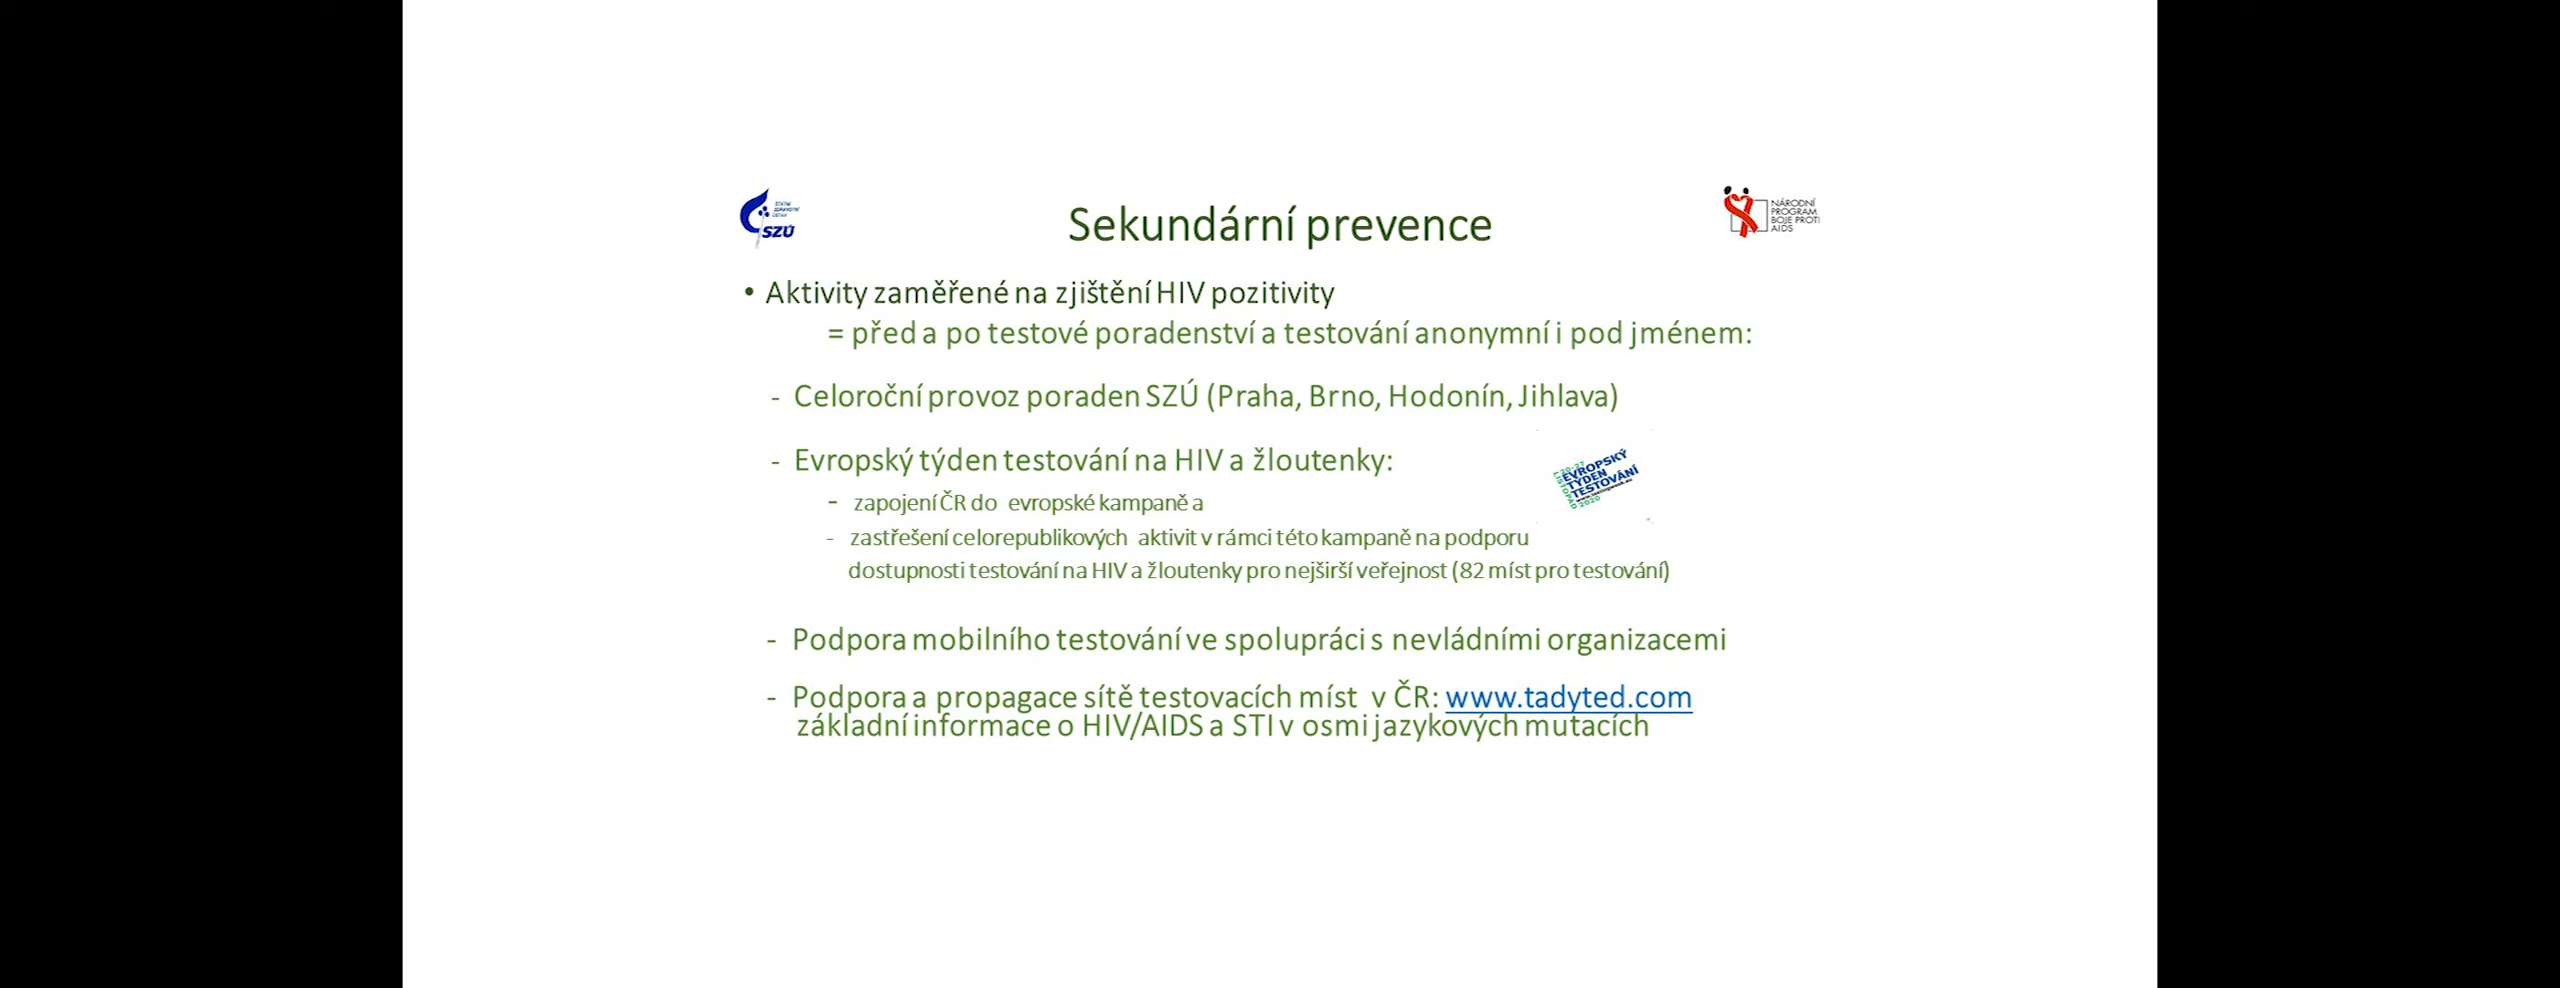 STÁTNÍ
ZDRAVOTNÍ
ÚSTAV
SZÚ
Sekundární prevence
NÁRODNÍ
PROGRAM
BOJE PROTI
AIDS
• Aktivity zaměřené na zjištění HIV pozitivity
= před a po testové poradenství a testování anonymní i pod jménem:
- Celoroční provoz poraden SZÚ (Praha, Brno, Hodonín, Jihlava)
- Evropský týden testování na HIV a žloutenky:
20-27
LISTOPAD
EVROPSKÝ
TÝDEN
TESTOVÁNÍ
2020
- zapojení ČR do evropské kampaně a
- zastřešení celorepublikových aktivit v rámci této kampaně na podporu
dostupnosti testování na HIV a žloutenky pro nejširší veřejnost (82 míst pro testování)
- Podpora mobilního testování ve spolupráci s nevládními organizacemi
- Podpora a propagace sítě testovacích míst v ČR: www.tadyted.com
základní informace o HIV/AIDS a STI v osmi jazykových mutacích